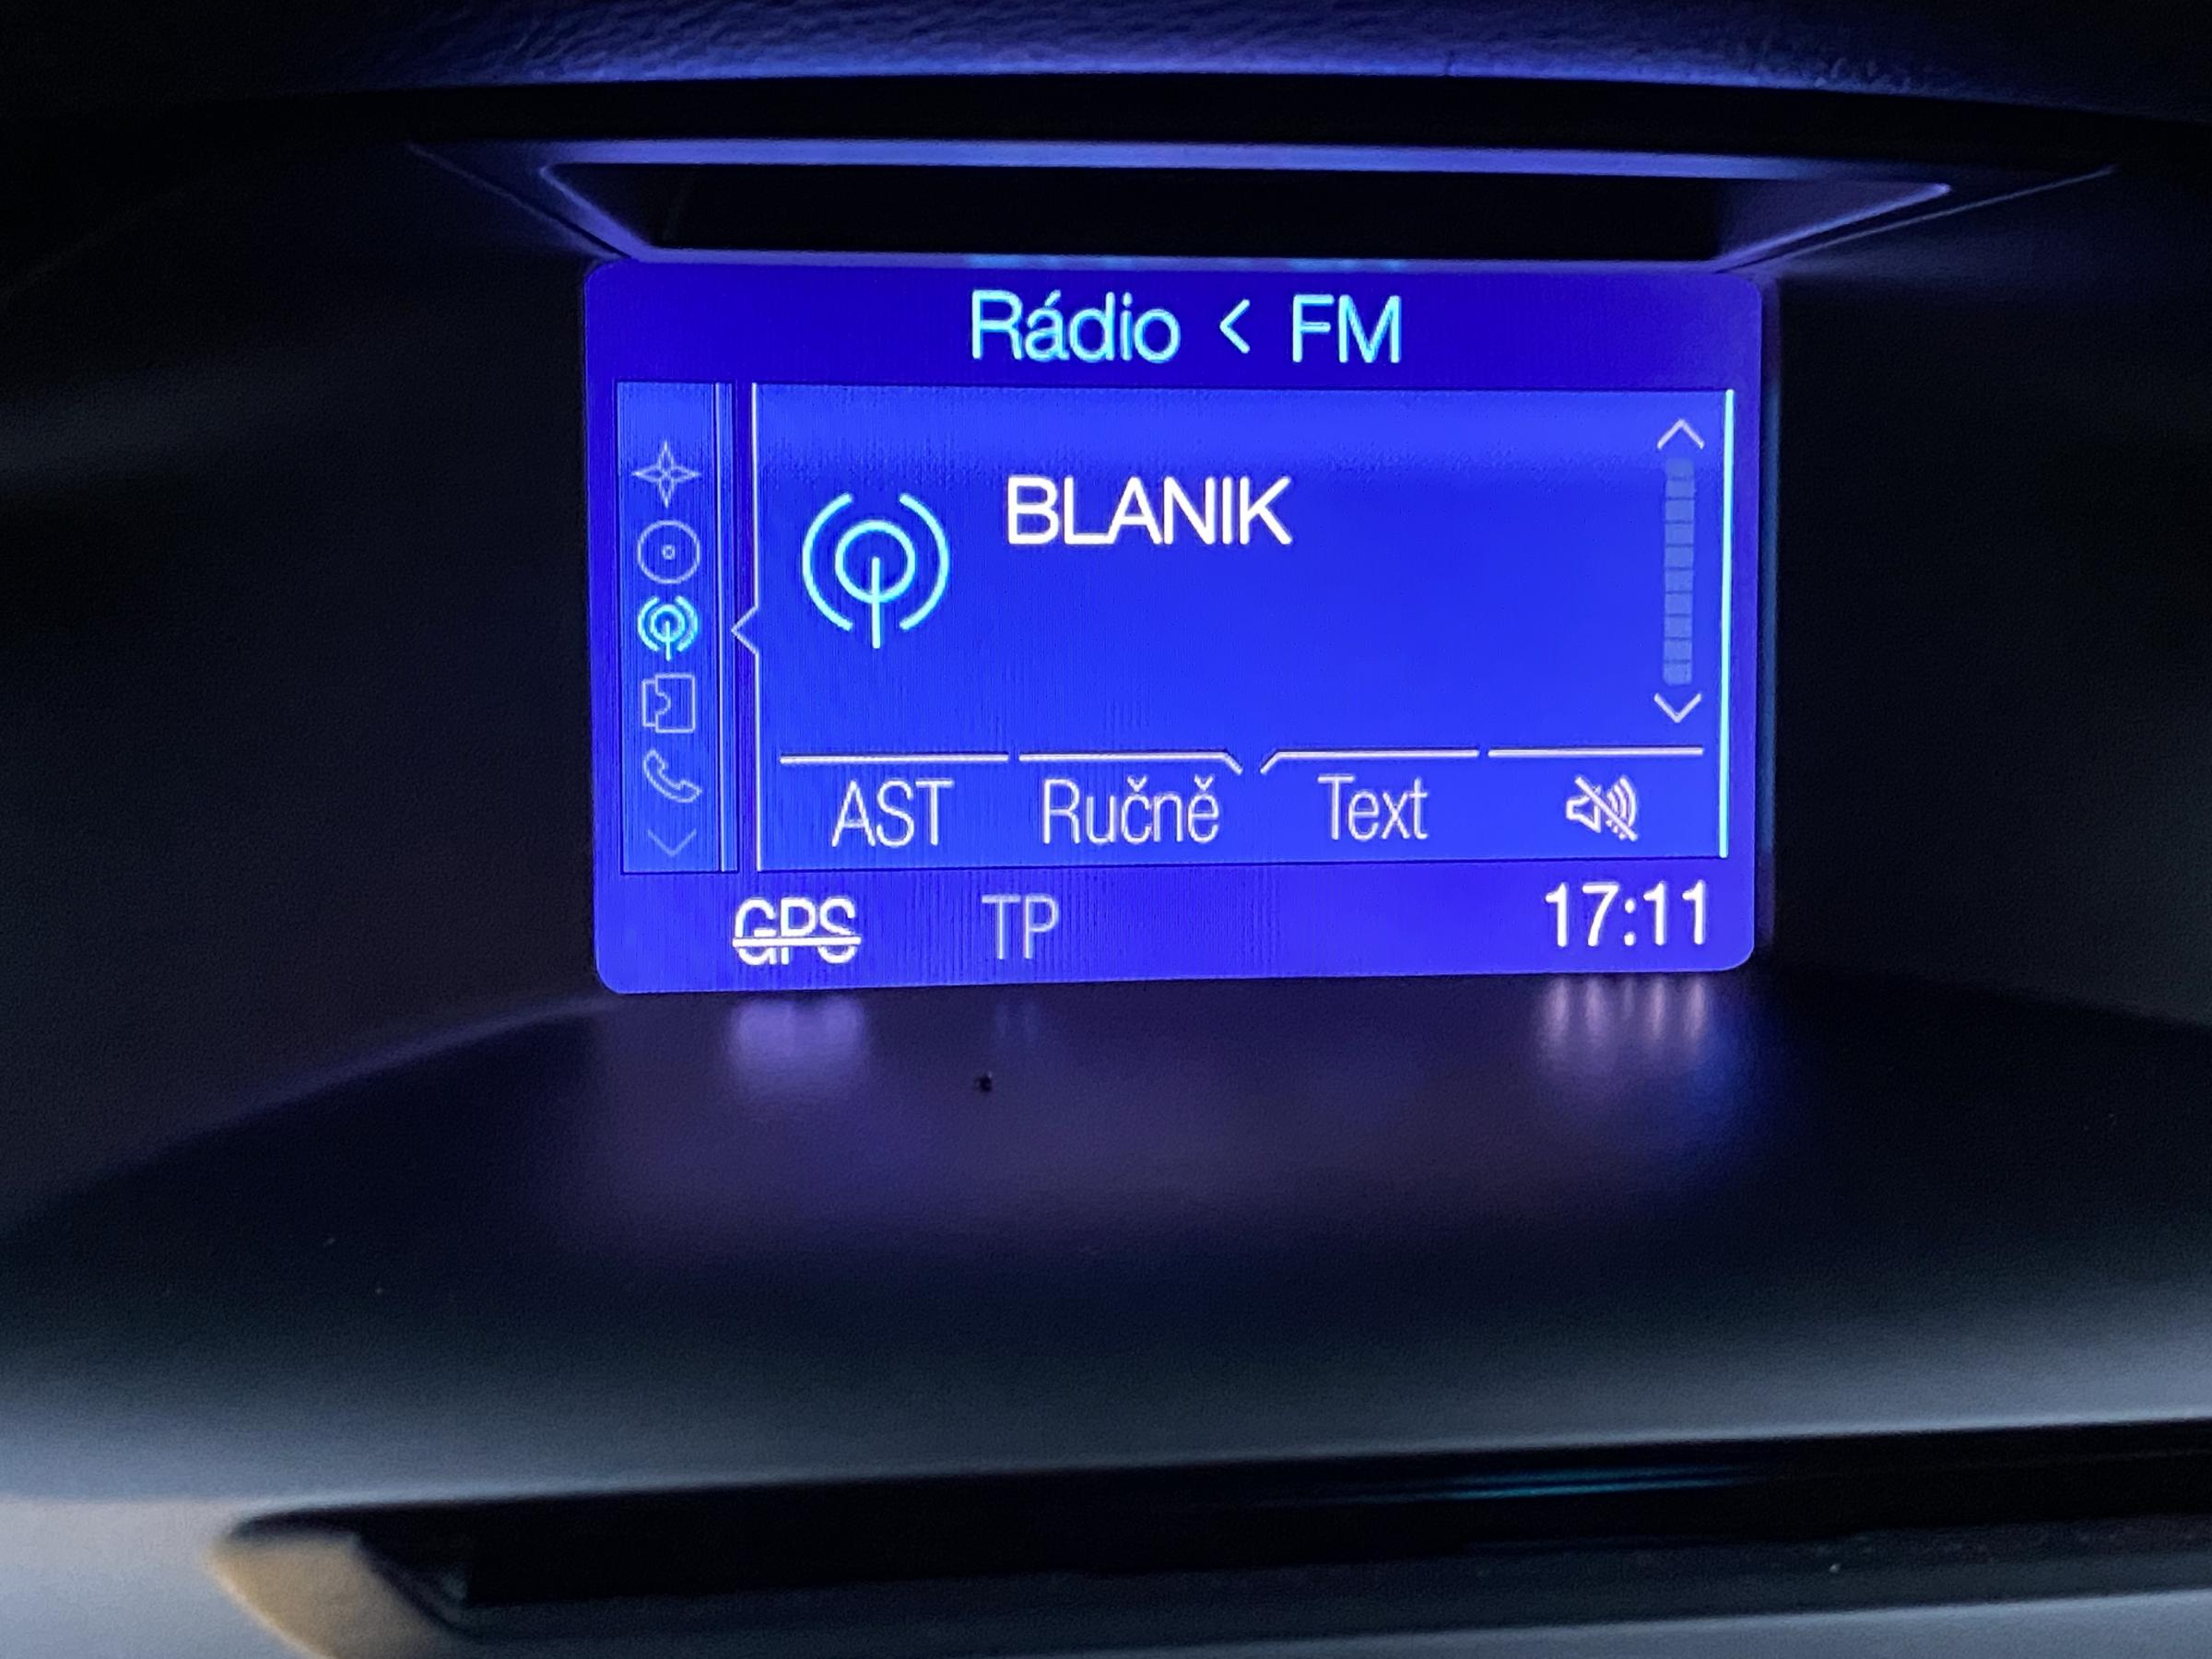 Rádio < FM
BLANIK
AST Ručně Text
GPS TP 17:11